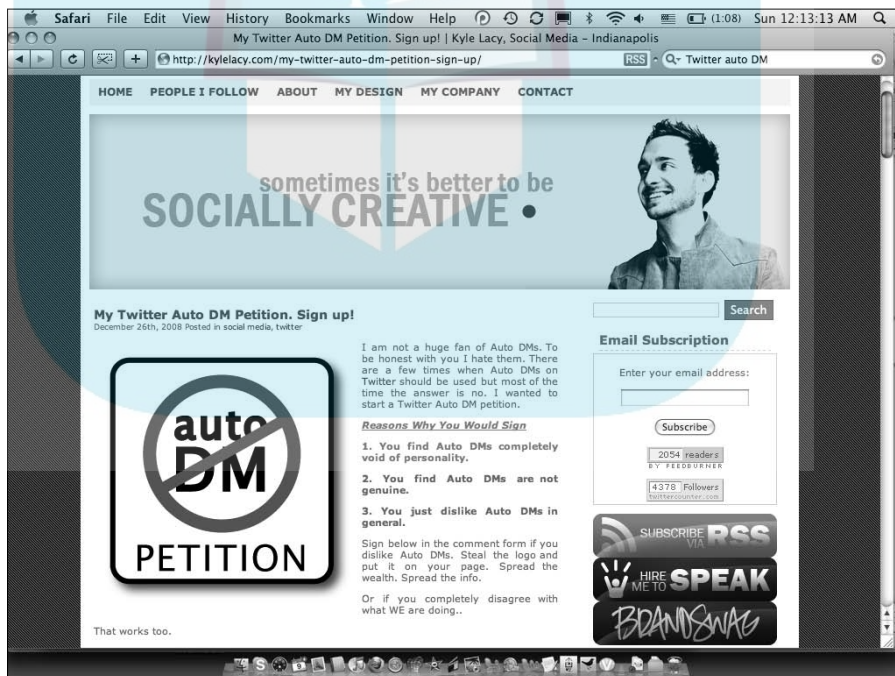 Safari File Edit View History Bookmarks Window Help (1:08) Sun 12:13:13 AM
My Twitter Auto DM Petition. Sign up! | Kyle Lacy, Social Media – Indianapolis
http://kylelacy.com/my-twitter-auto-dm-petition-sign-up/ RSS Twitter auto DM
HOME PEOPLE I FOLLOW ABOUT MY DESIGN MY COMPANY CONTACT
sometimes it's better to be
SOCIALLY CREATIVE •
My Twitter Auto DM Petition. Sign up!
December 26th, 2008 Posted in social media, twitter
auto
DM
PETITION
I am not a huge fan of Auto DMs. To
be honest with you I hate them. There
are a few times when Auto DMs on
Twitter should be used but most of the
time the answer is no. I wanted to
start a Twitter Auto DM petition.
Reasons Why You Would Sign
1. You find Auto DMs completely
void of personality.
2. You find Auto DMs are not
genuine.
3. You just dislike Auto DMs in
general.
Sign below in the comment form if you
dislike Auto DMs. Steal the logo and
put it on your page. Spread the
wealth. Spread the info.
Or if you completely disagree with
what WE are doing..
That works too.
Search
Email Subscription
Enter your email address:
Subscribe
2054 readers
BY FEEDBURNER
4378 Followers
twittercounter.com
SUBSCRIBE VIA RSS
HIRE ME TO SPEAK
BRANDSWAG